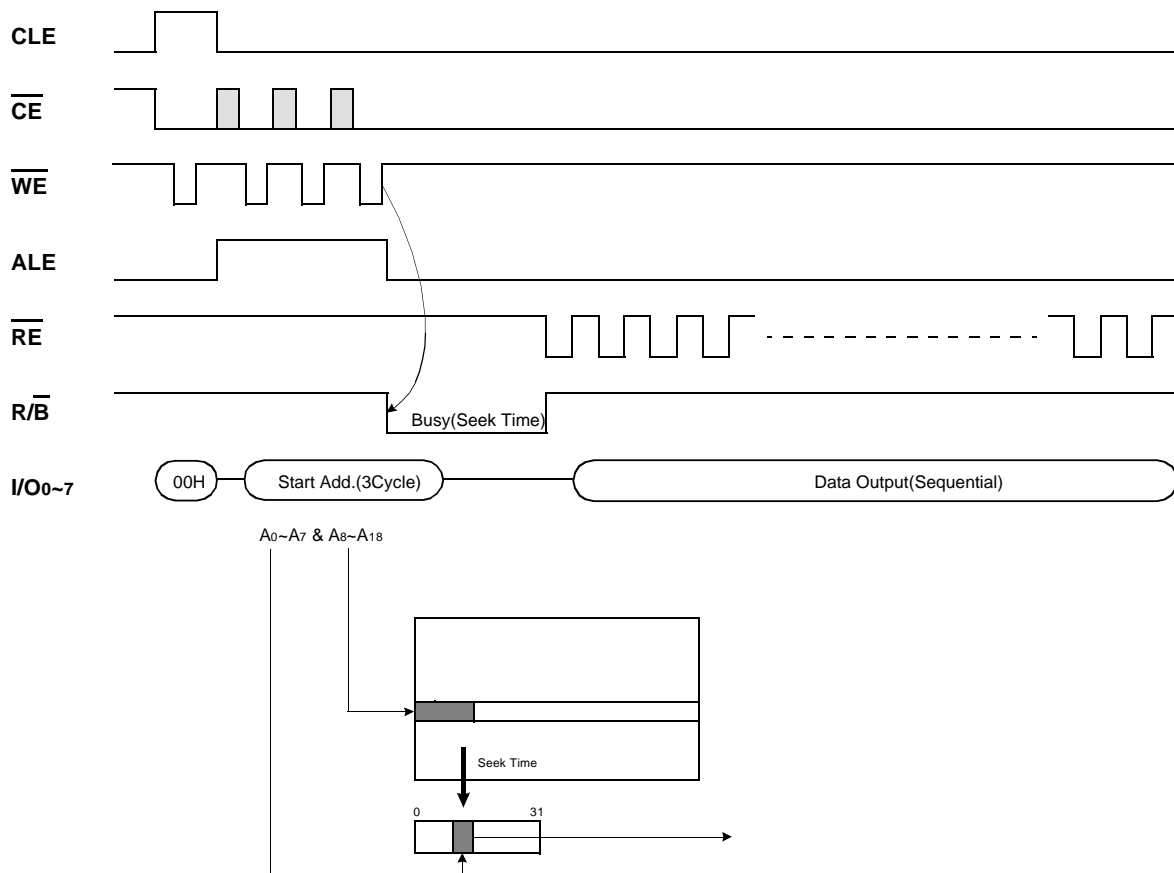 CLE
CE
WE
ALE
RE
R/B
Busy(Seek Time)
I/O0~7
00H
Start Add.(3Cycle)
Data Output(Sequential)
A0~A7 & A8~A18
Seek Time
0
31